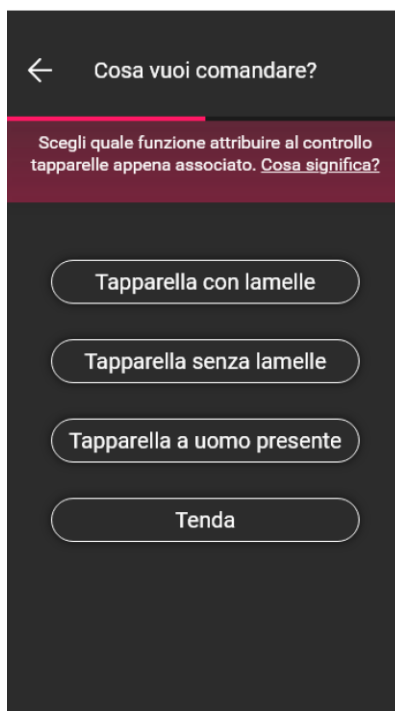 Cosa vuoi comandare?
Scegli quale funzione attribuire al controllo
tapparelle appena associato. Cosa significa?
Tapparella con lamelle
Tapparella senza lamelle
Tapparella a uomo presente
Tenda